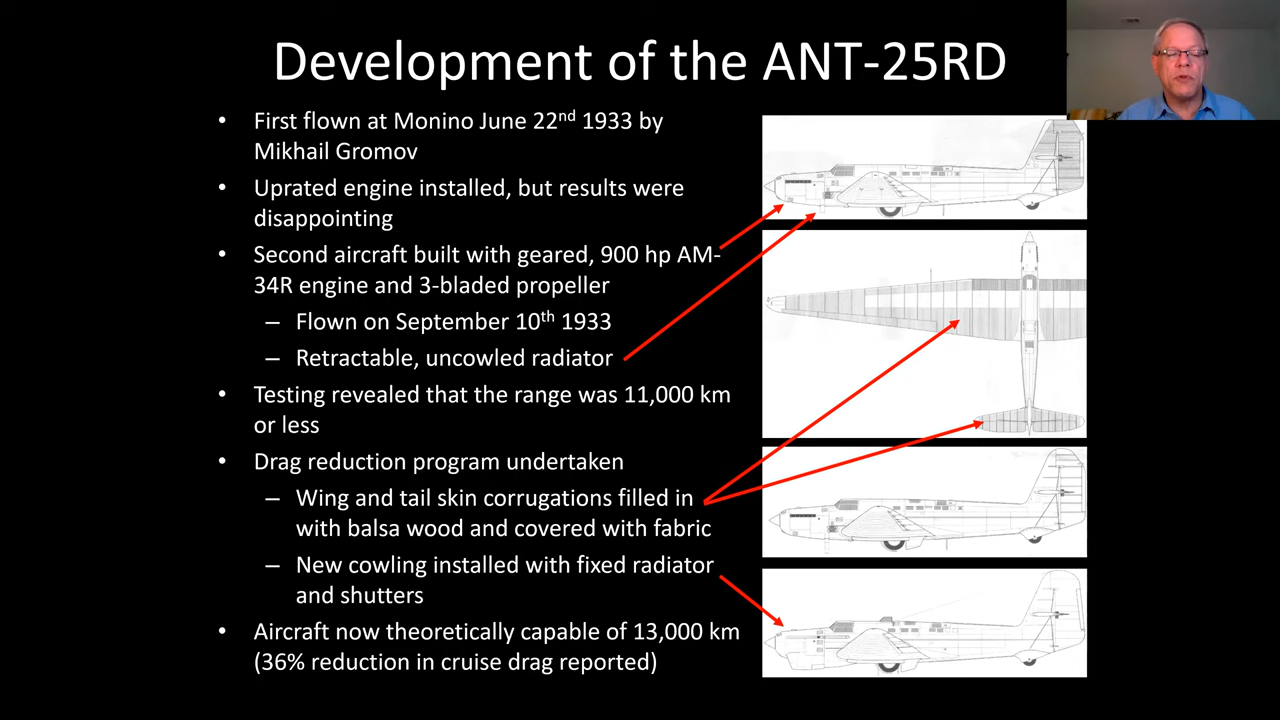 Development of the ANT-25RD
• First flown at Monino June 22nd 1933 by
Mikhail Gromov
• Uprated engine installed, but results were
disappointing
• Second aircraft built with geared, 900 hp AM-
34R engine and 3-bladed propeller
– Flown on September 10th 1933
– Retractable, uncowled radiator
• Testing revealed that the range was 11,000 km
or less
• Drag reduction program undertaken
– Wing and tail skin corrugations filled in
with balsa wood and covered with fabric
– New cowling installed with fixed radiator
and shutters
• Aircraft now theoretically capable of 13,000 km
(36% reduction in cruise drag reported)